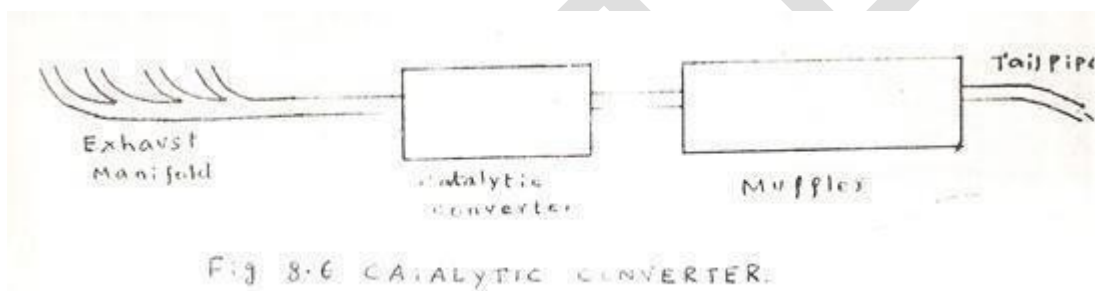 Tail pipe
Exhaust
Manifold
Catalytic
converter
Muffler
Fig 8.6 CATALYTIC CONVERTER.